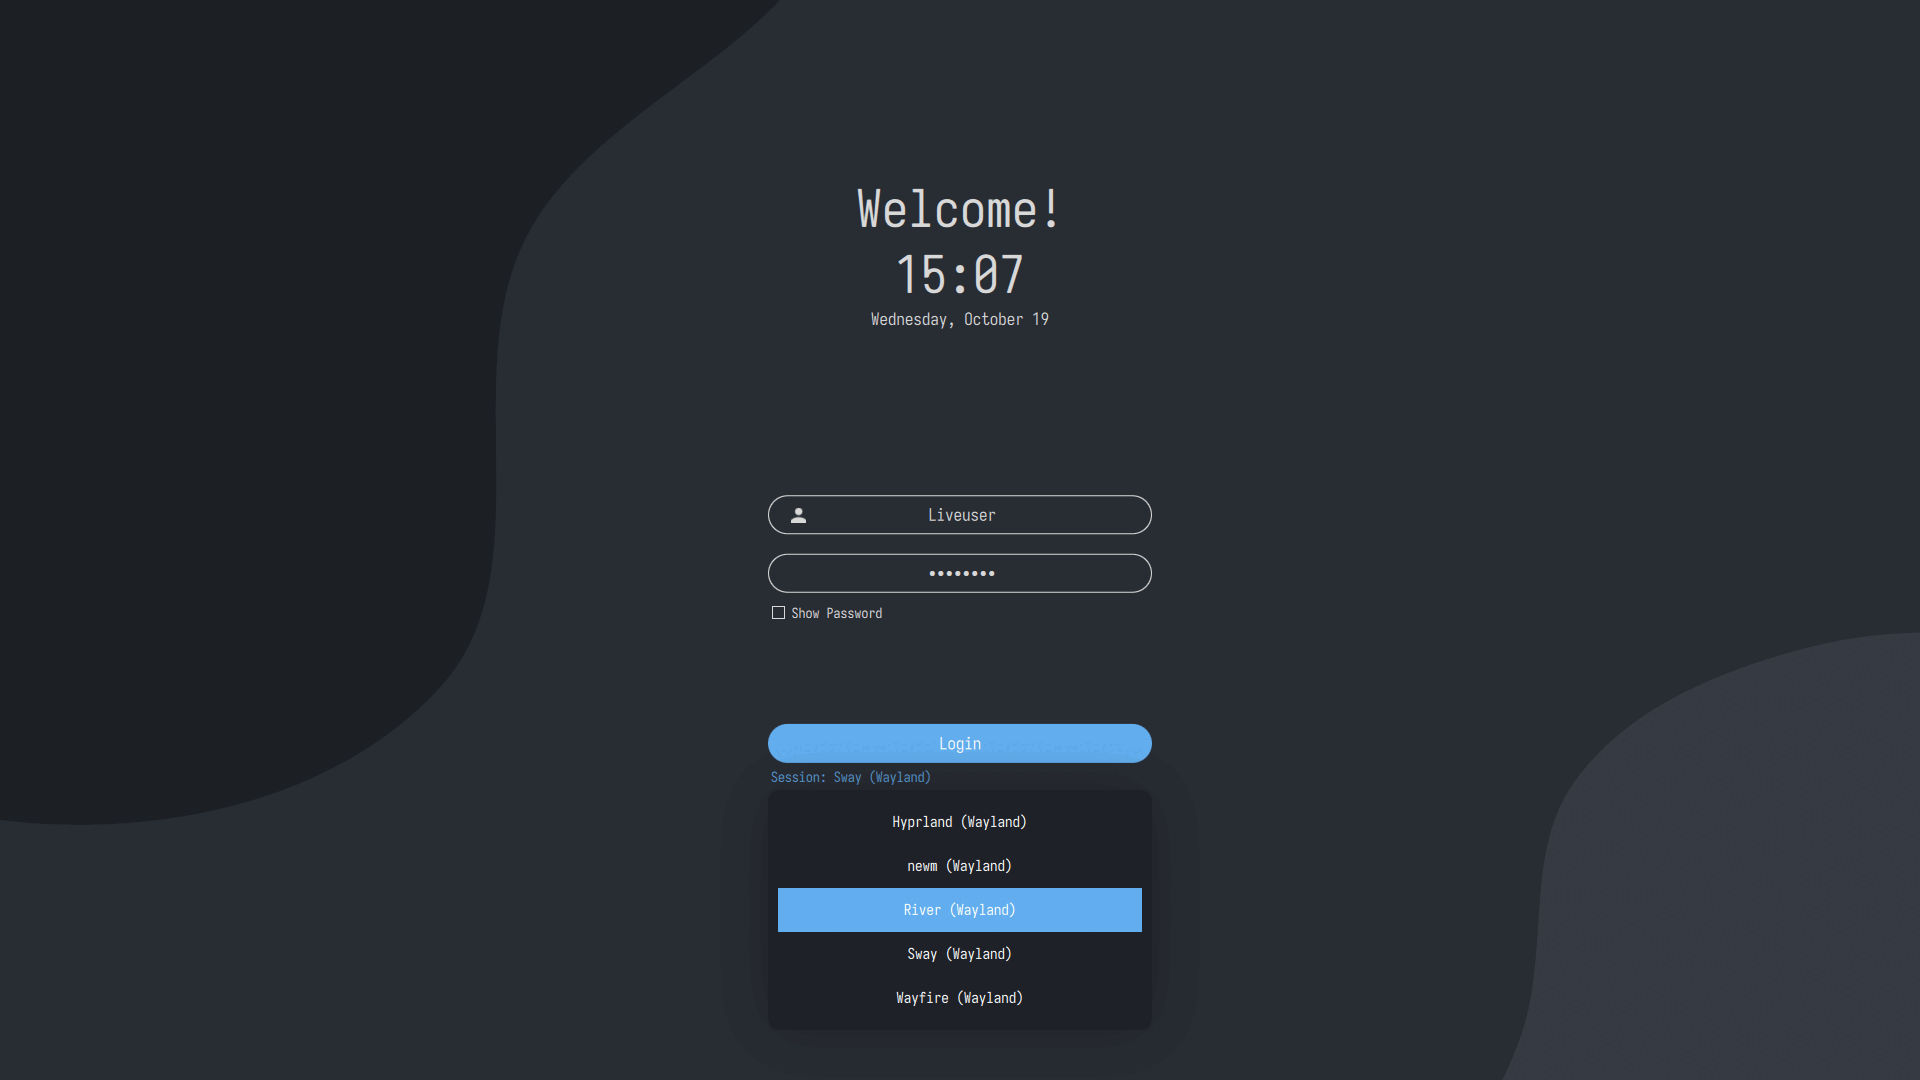 Welcome!
15:07
Wednesday, October 19
Liveuser
••••••••
Show Password
Login
Session: Sway (Wayland)
Hyprland (Wayland)
newm (Wayland)
River (Wayland)
Sway (Wayland)
Wayfire (Wayland)